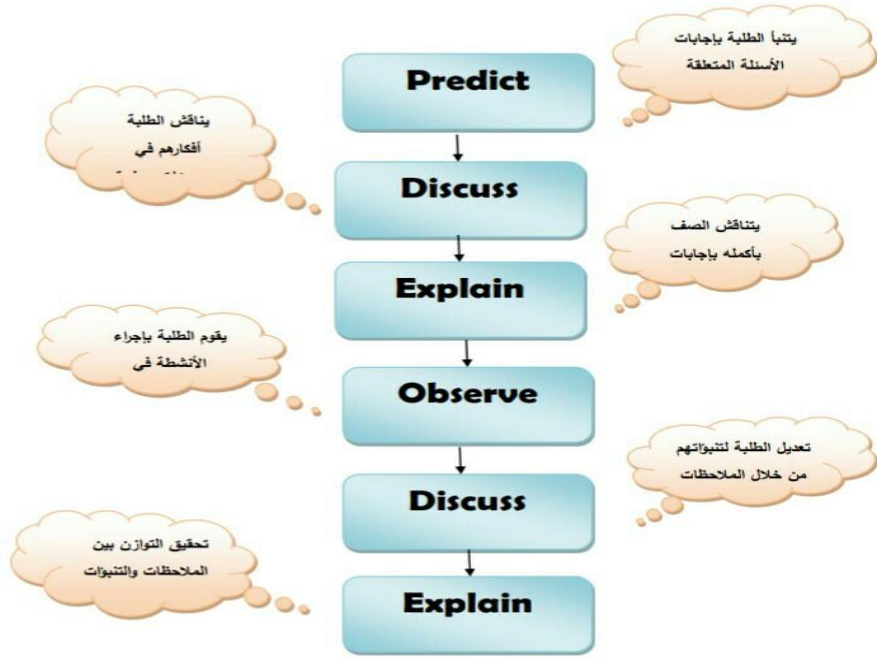 Predict
يتنبأ الطلبة بإجابات
الأسئلة المتعلقة
Discuss
يناقش الطلبة
أفكارهم في
Explain
يتناقش الصف
بأكمله بإجابات
Observe
يقوم الطلبة بإجراء
الأنشطة في
Discuss
تعديل الطلبة لتنبؤاتهم
من خلال الملاحظات
Explain
تحقيق التوازن بين
الملاحظات والتنبؤات